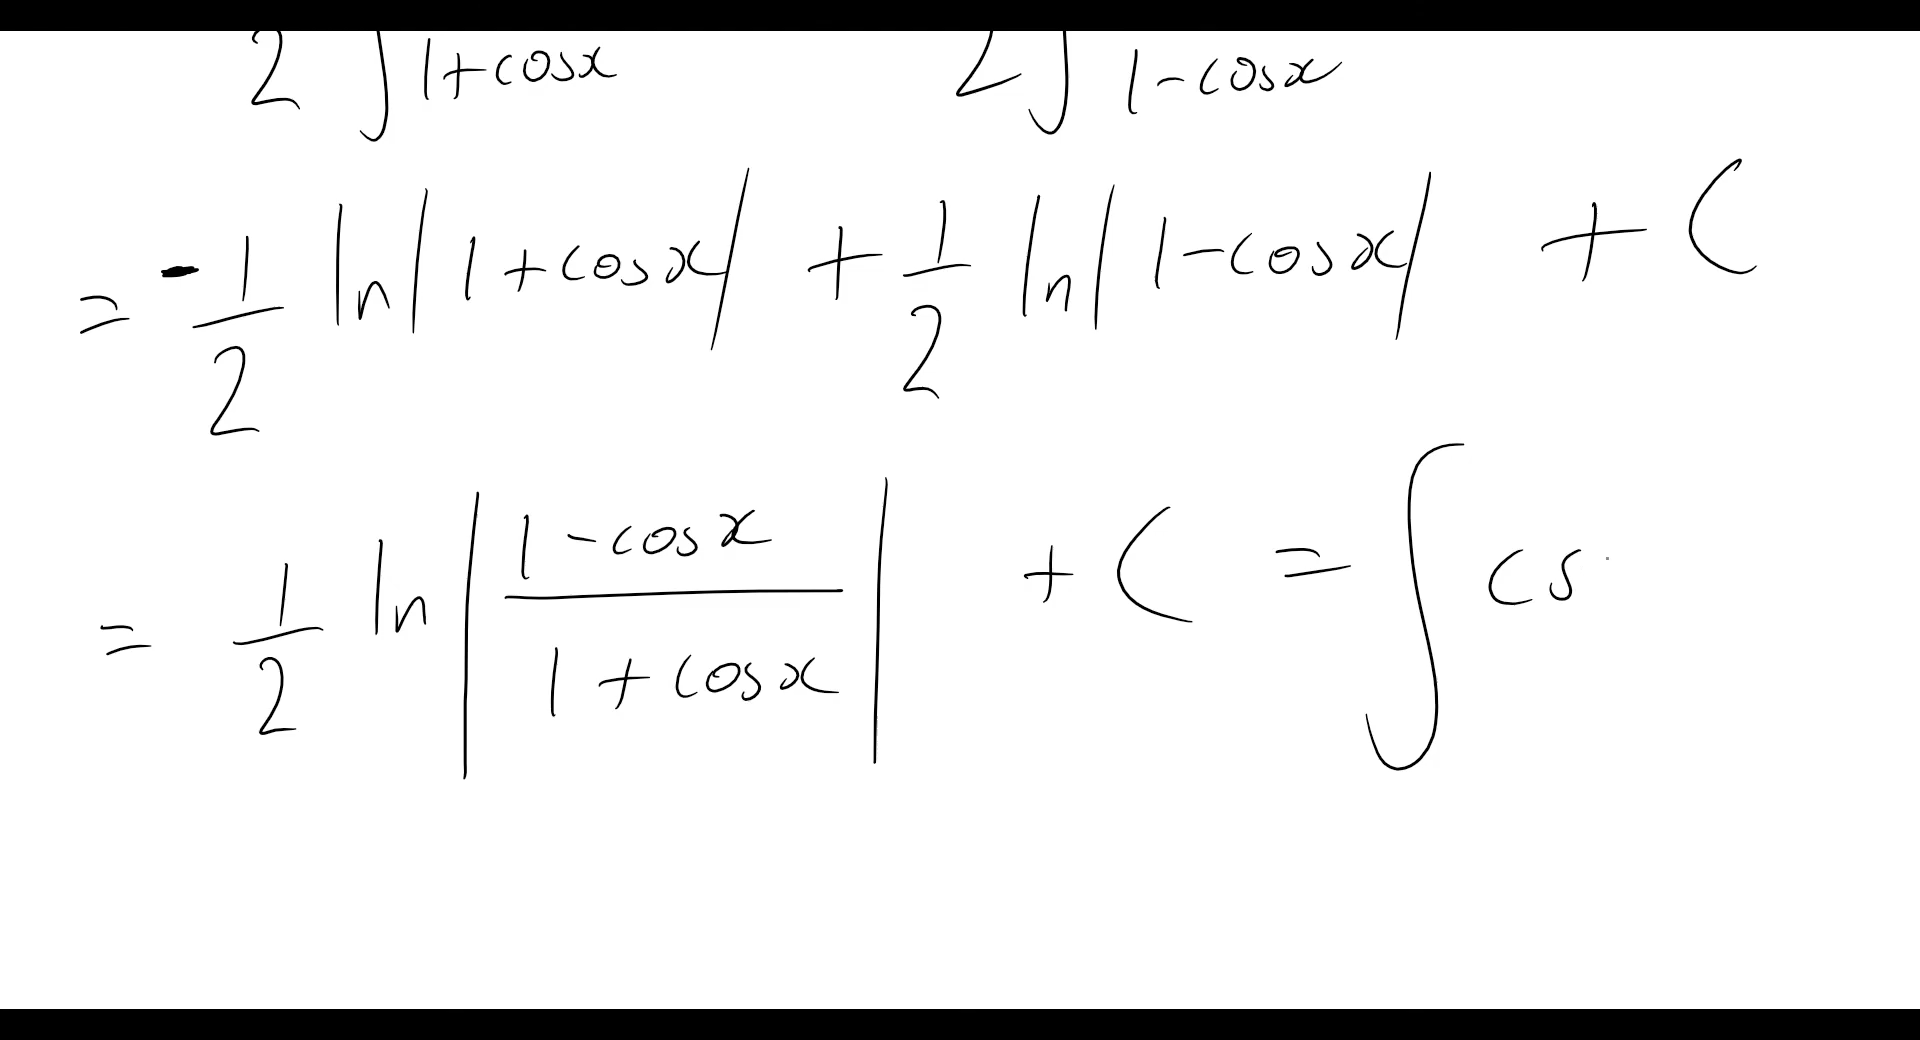 2 ∫ 1+cosx 2 ∫ 1-cosx
= -1/2 ln|1+cosx| + 1/2 ln|1-cosx| + C
= 1/2 ln|(1-cosx)/(1+cosx)| + C = ∫ cs